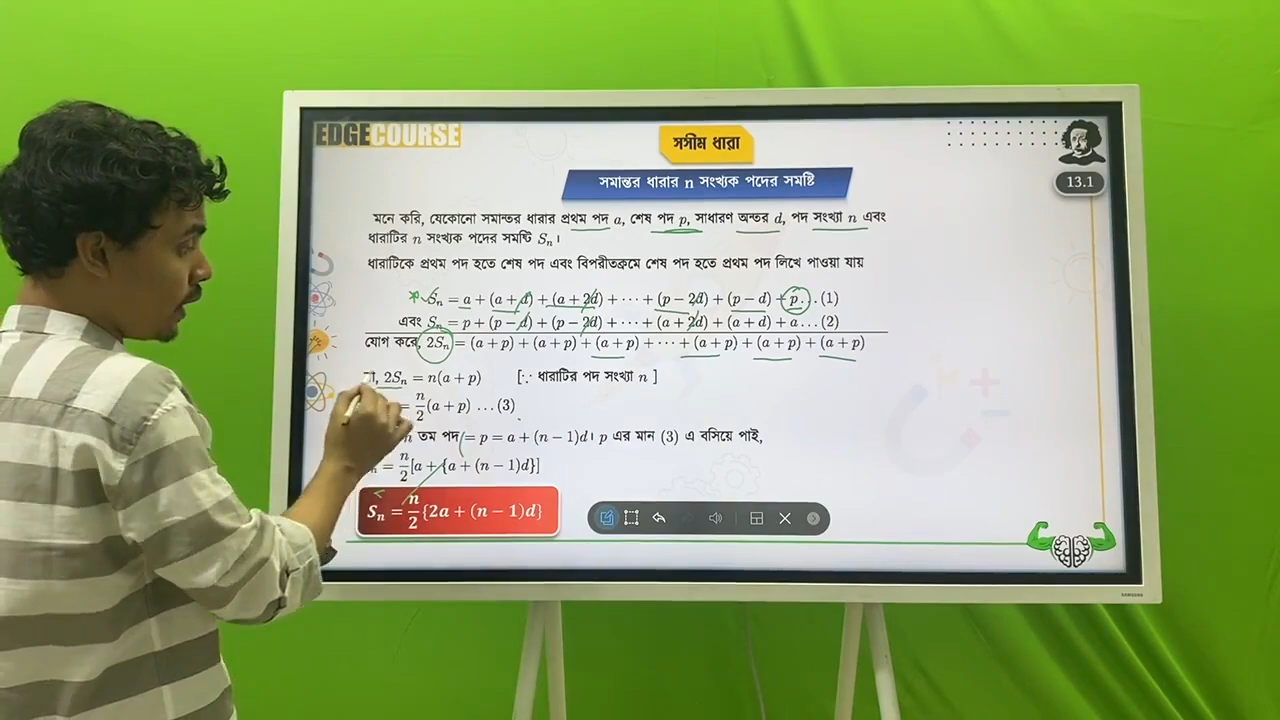 EDGECOURSE
সসীম ধারা
সমান্তর ধারার n সংখ্যক পদের সমষ্টি
13.1
মনে করি, যেকোনো সমান্তর ধারার প্রথম পদ a, শেষ পদ p, সাধারণ অন্তর d, পদ সংখ্যা n এবং
ধারাটির n সংখ্যক পদের সমষ্টি Sₙ।
ধারাটিকে প্রথম পদ হতে শেষ পদ এবং বিপরীতক্রমে শেষ পদ হতে প্রথম পদ লিখে পাওয়া যায়
Sₙ = a + (a + d) + (a + 2d) + ⋯ + (p − 2d) + (p − d) + p … (1)
এবং Sₙ = p + (p − d) + (p − 2d) + ⋯ + (a + 2d) + (a + d) + a … (2)
যোগ করে, 2Sₙ = (a + p) + (a + p) + (a + p) + ⋯ + (a + p) + (a + p) + (a + p)
2Sₙ = n(a + p) [∵ ধারাটির পদ সংখ্যা n ]
= n/2 (a + p) … (3)
n তম পদ = p = a + (n − 1)d। p এর মান (3) এ বসিয়ে পাই,
= n/2 [a + {a + (n − 1)d}]
Sₙ = n/2 {2a + (n − 1)d}
SAMSUNG